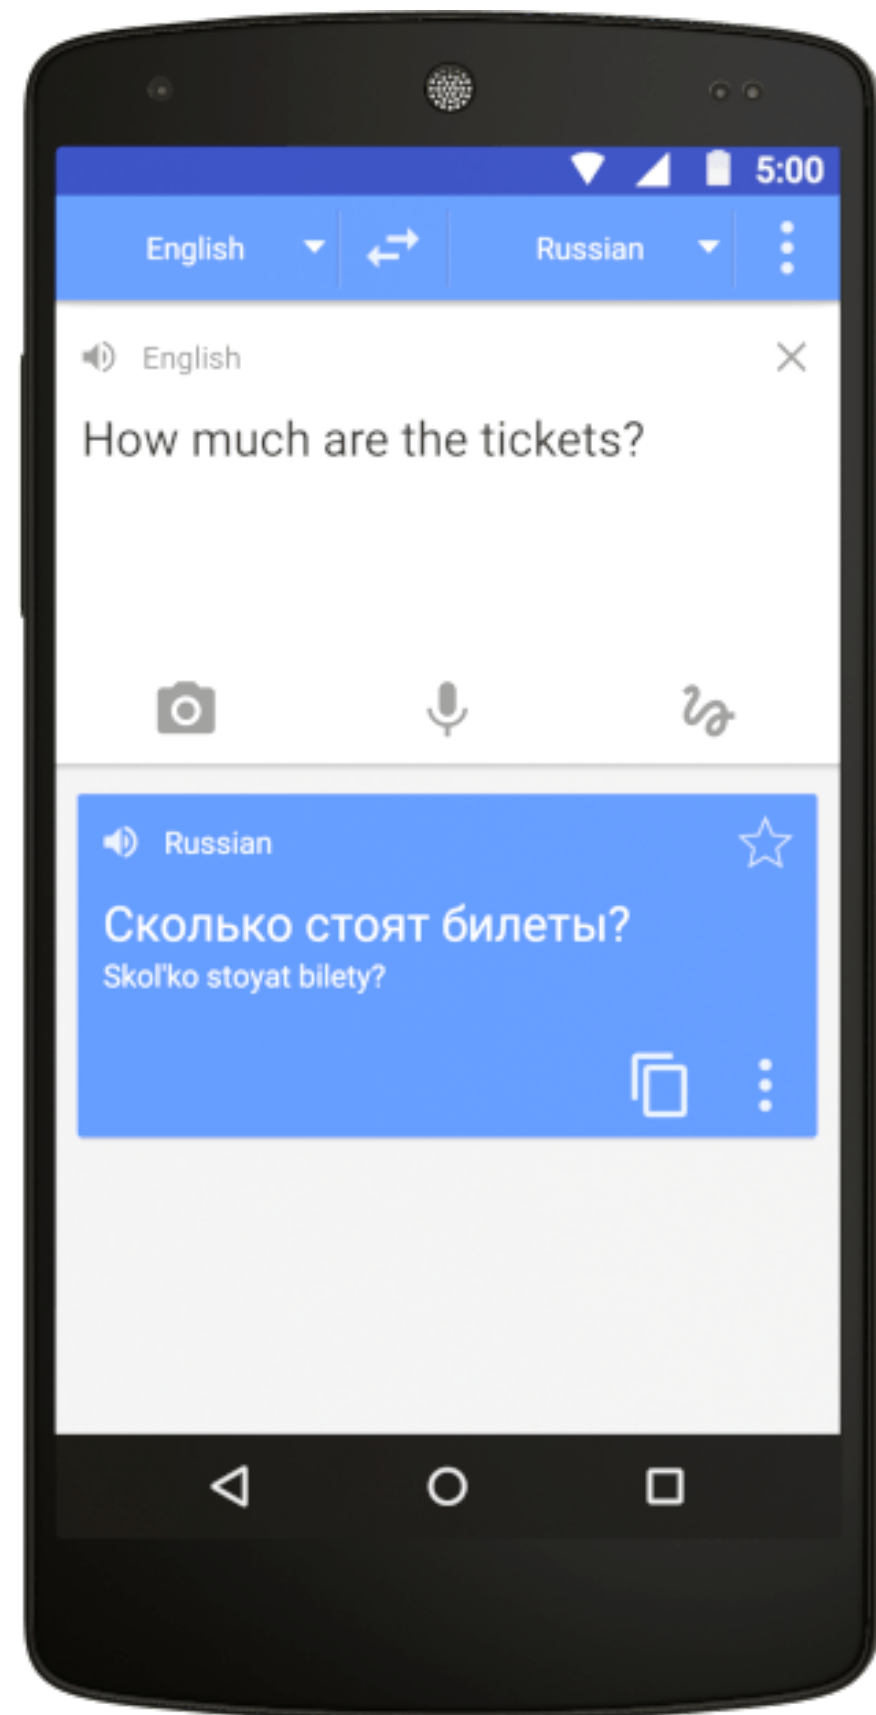 5:00
English Russian
English
How much are the tickets?
Russian
Сколько стоят билеты?
Skol'ko stoyat bilety?